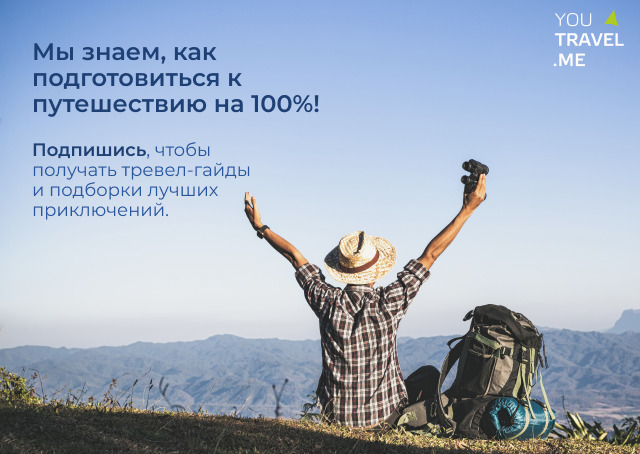 Мы знаем, как
подготовиться к
путешествию на 100%!
Подпишись, чтобы
получать тревел-гайды
и подборки лучших
приключений.
YOU
TRAVEL
.ME